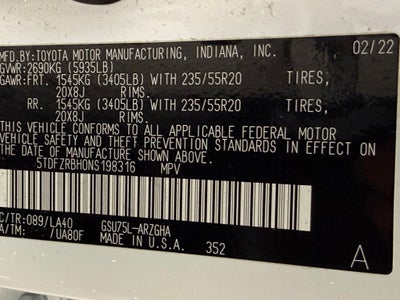 MFD.BY:TOYOTA MOTOR MANUFACTURING, INDIANA, INC. 02/22
GVWR:2690KG (5935LB)
GAWR:FRT. 1545KG (3405LB) WITH 235/55R20 TIRES,
20X8J RIMS.
RR. 1545KG (3405LB) WITH 235/55R20 TIRES,
20X8J RIMS.
THIS VEHICLE CONFORMS TO ALL APPLICABLE FEDERAL MOTOR
VEHICLE SAFETY AND THEFT PREVENTION STANDARDS IN EFFECT
ON THE DATE OF MANUFACTURE SHOWN ABOVE.
5TDFZRBH0NS198316 MPV
C/TR:089/LA40 GSU75L-ARZGHA
A/TM: /UA80F MADE IN U.S.A. 352 A